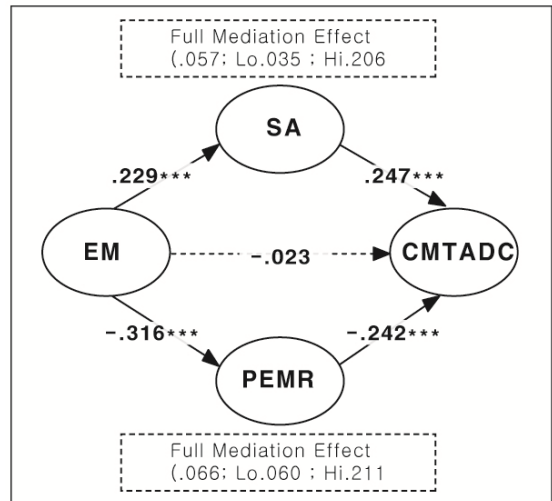 Full Mediation Effect
(.057; Lo.035 ; Hi.206
SA
.229***
.247***
EM
-.023
CMTADC
-.316***
-.242***
PEMR
Full Mediation Effect
(.066; Lo.060 ; Hi.211